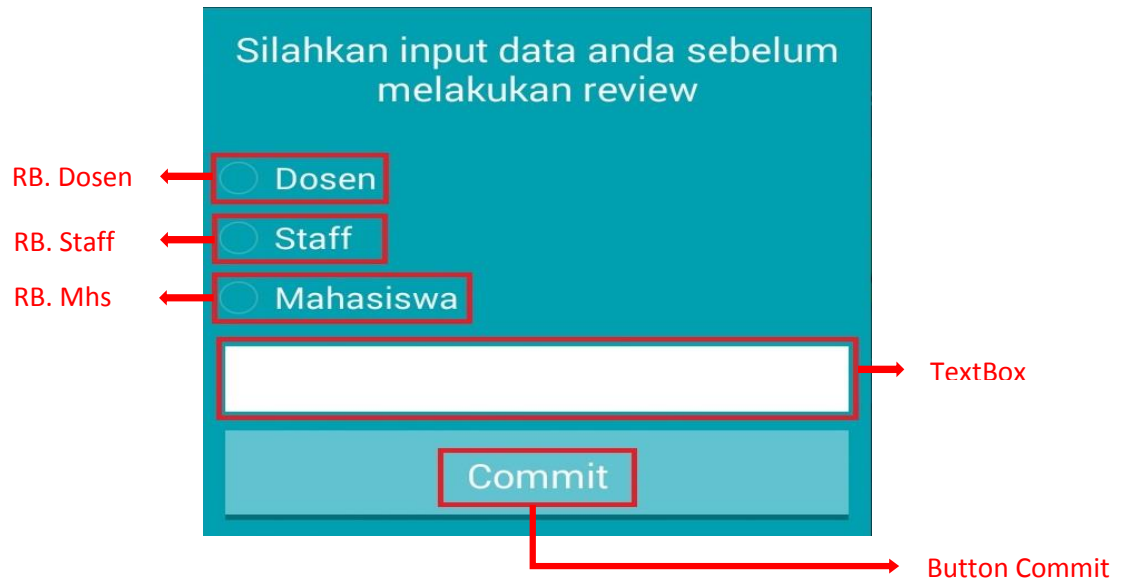 Silahkan input data anda sebelum
melakukan review
RB. Dosen
Dosen
RB. Staff
Staff
RB. Mhs
Mahasiswa
TextBox
Commit
Button Commit